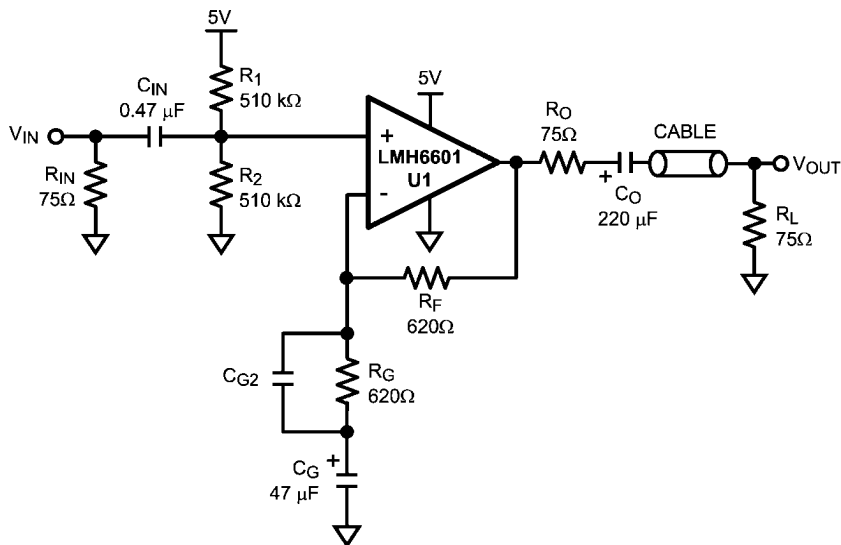 5V
R1
510 kΩ
CIN
0.47 µF
VIN
RIN
75Ω
R2
510 kΩ
5V
+
LMH6601
U1
-
RO
75Ω
+
CO
220 µF
CABLE
VOUT
RL
75Ω
RF
620Ω
CG2
RG
620Ω
CG
+
47 µF